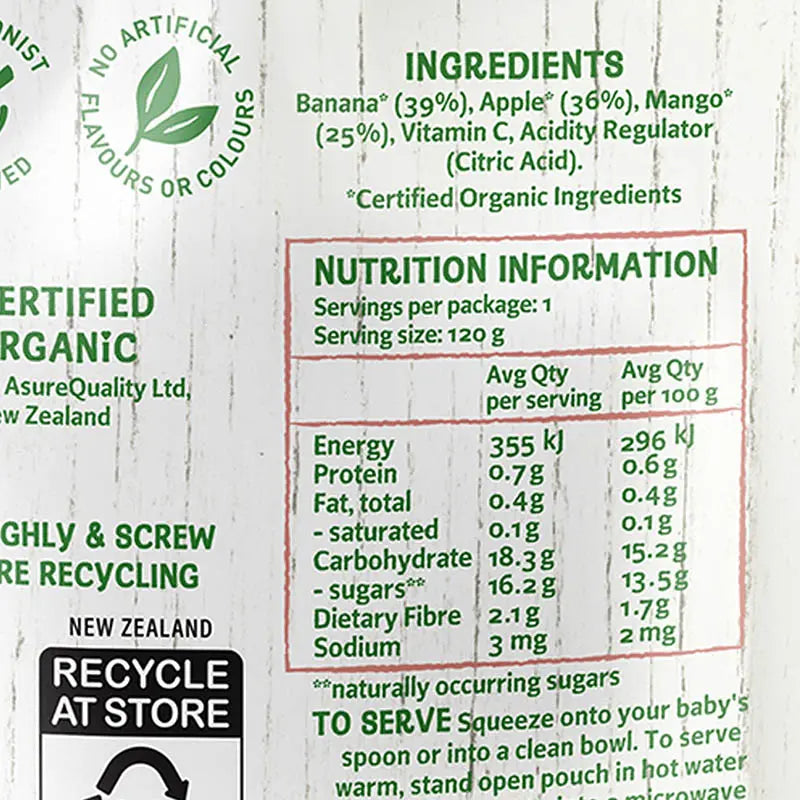 NO ARTIFICIAL
FLAVOURS OR COLOURS
INGREDIENTS
Banana* (39%), Apple* (36%), Mango*
(25%), Vitamin C, Acidity Regulator
(Citric Acid).
*Certified Organic Ingredients
NUTRITION INFORMATION
Servings per package: 1
Serving size: 120 g
Avg Qty Avg Qty
per serving per 100 g
Energy 355 kJ 296 kJ
Protein 0.7g 0.6g
Fat, total 0.4g 0.4g
- saturated 0.1g 0.1g
Carbohydrate 18.3g 15.2g
- sugars** 16.2g 13.5g
Dietary Fibre 2.1g 1.7g
Sodium 3 mg 2 mg
**naturally occurring sugars
TO SERVE Squeeze onto your baby's
spoon or into a clean bowl. To serve
warm, stand open pouch in hot water
microwave
ERTIFIED
RGANiC
AsureQuality Ltd,
ew Zealand
GHLY & SCREW
RE RECYCLING
NEW ZEALAND
RECYCLE
AT STORE